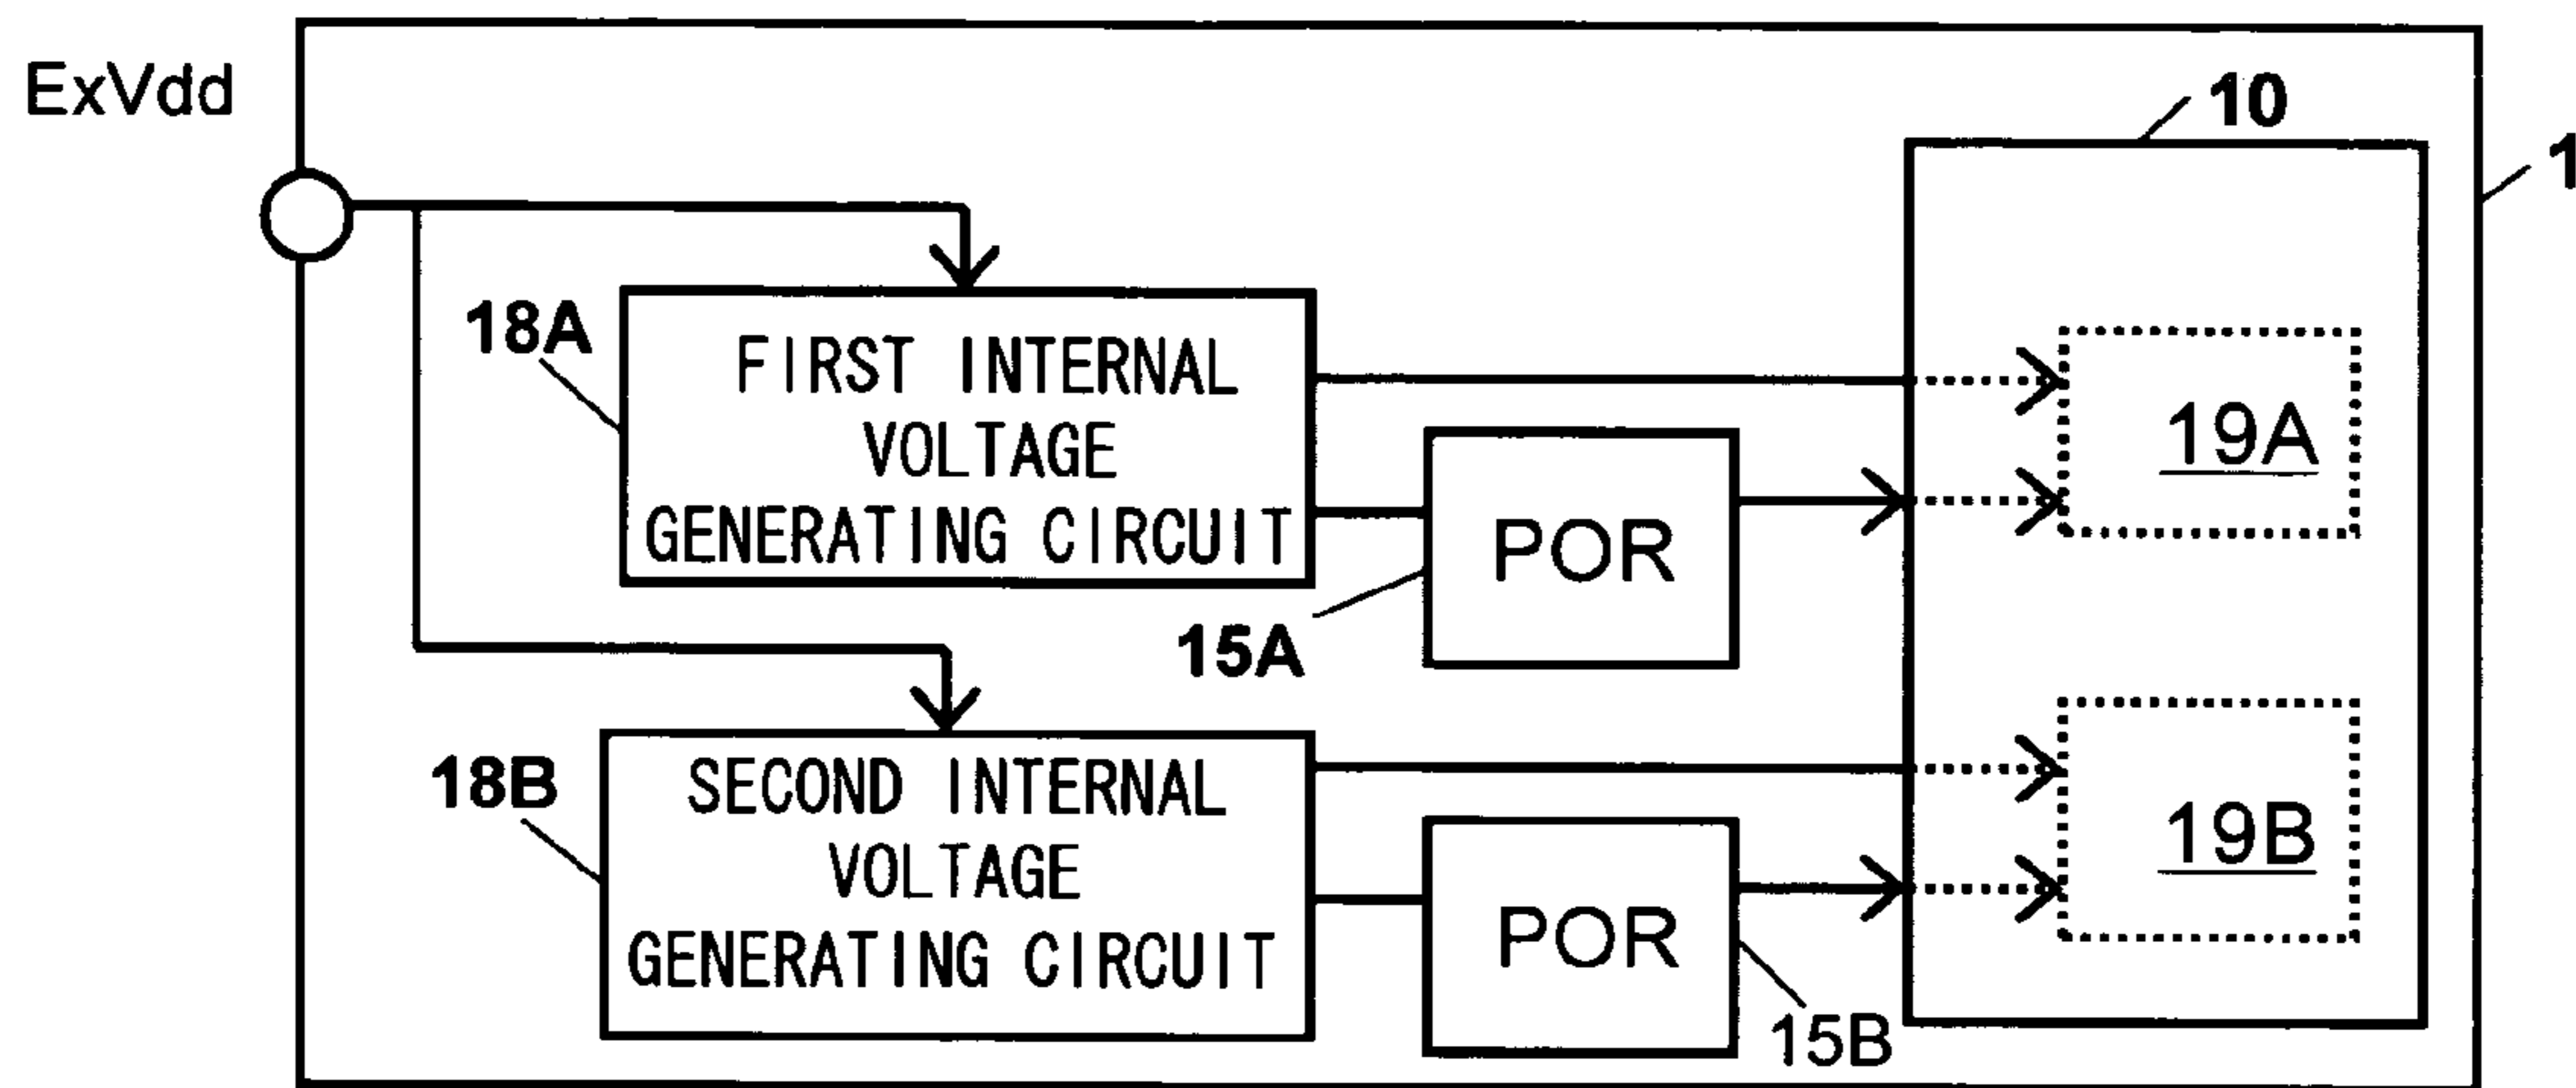 ExVdd
10
1
18A
FIRST INTERNAL
VOLTAGE
GENERATING CIRCUIT
19A
POR
15A
18B
SECOND INTERNAL
VOLTAGE
GENERATING CIRCUIT
19B
POR
15B